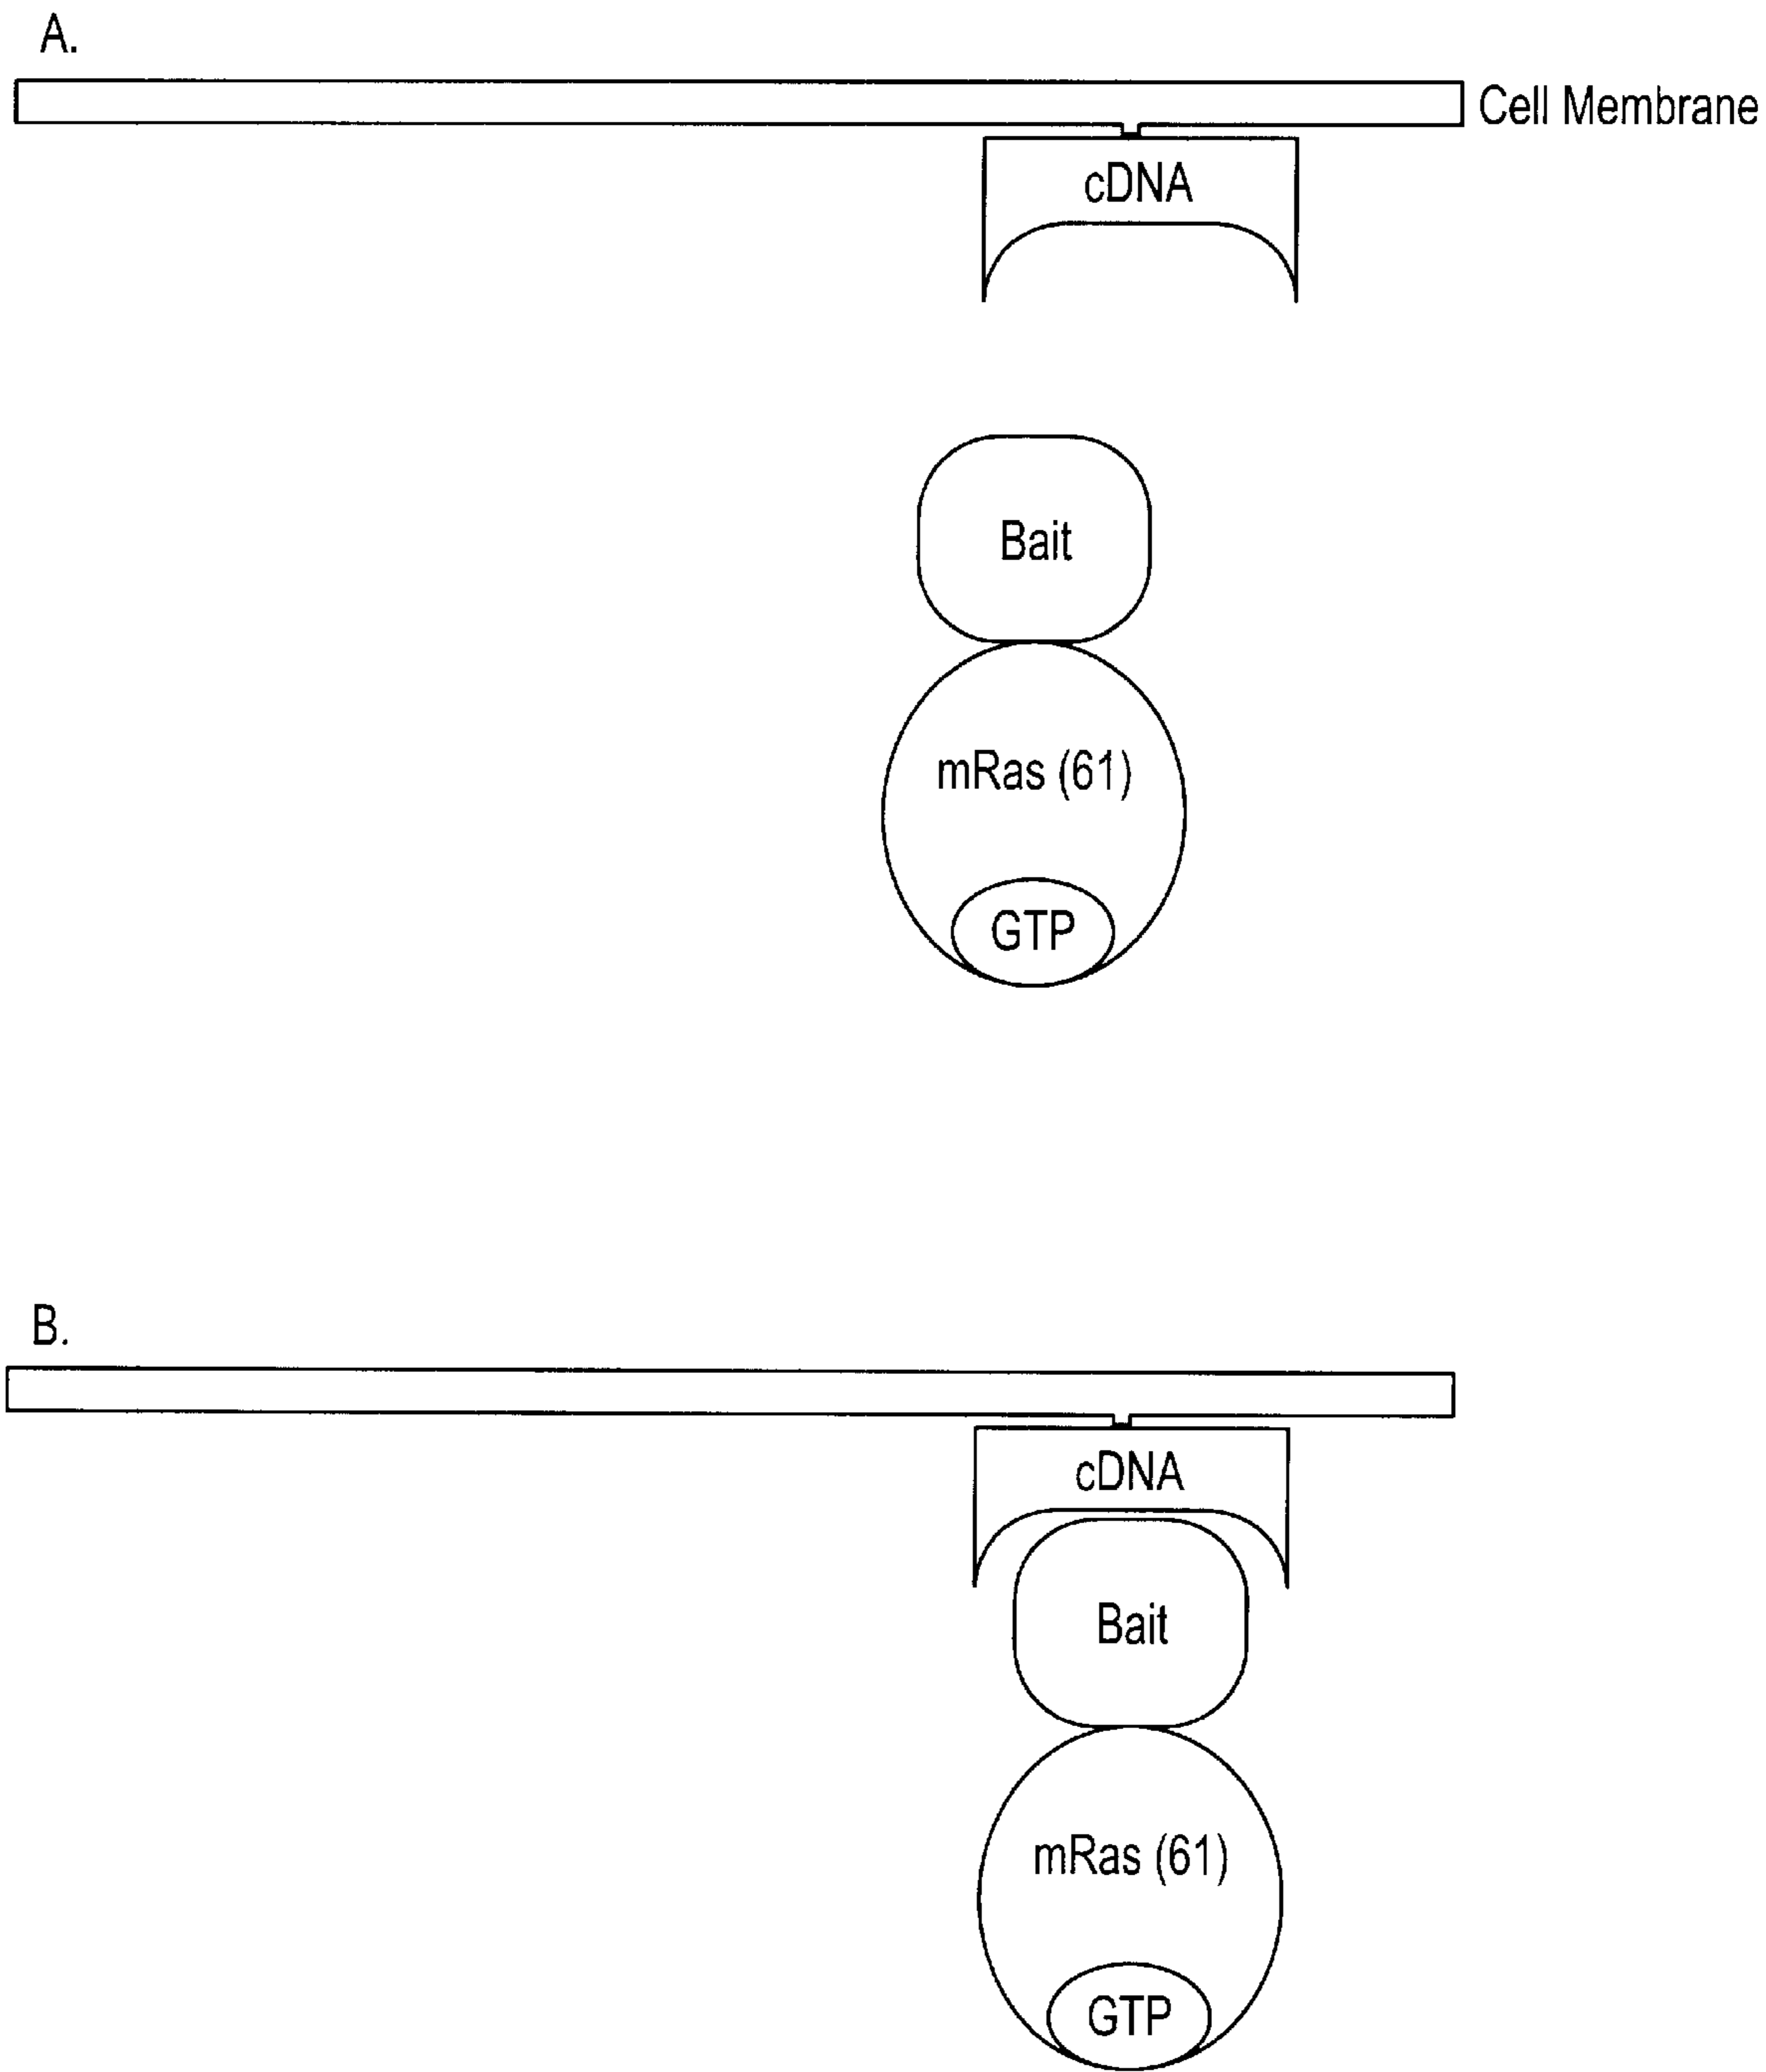 A.
Cell Membrane
cDNA
Bait
mRas (61)
GTP
B.
cDNA
Bait
mRas (61)
GTP